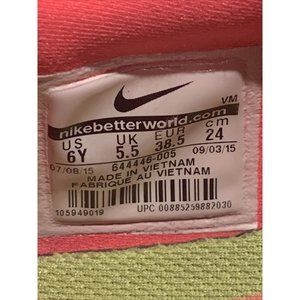 VM
nikebetterworld.com
US UK EUR cm
6Y 5.5 38.5 24
07/08/15 644446-005 09/03/15
MADE IN VIETNAM
FABRIQUE AU VIETNAM
105949019
UPC 00885259882030